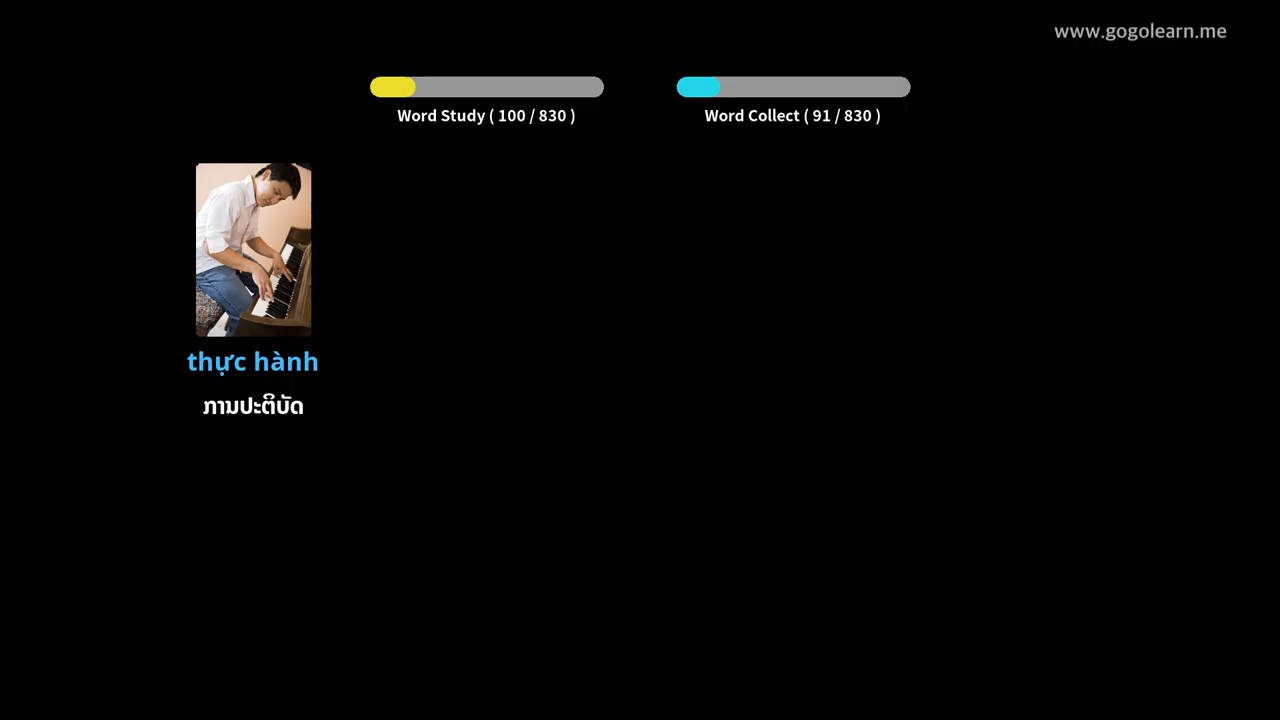 www.gogolearn.me
Word Study ( 100 / 830 )
Word Collect ( 91 / 830 )
thực hành
ການປະຕິບັດ